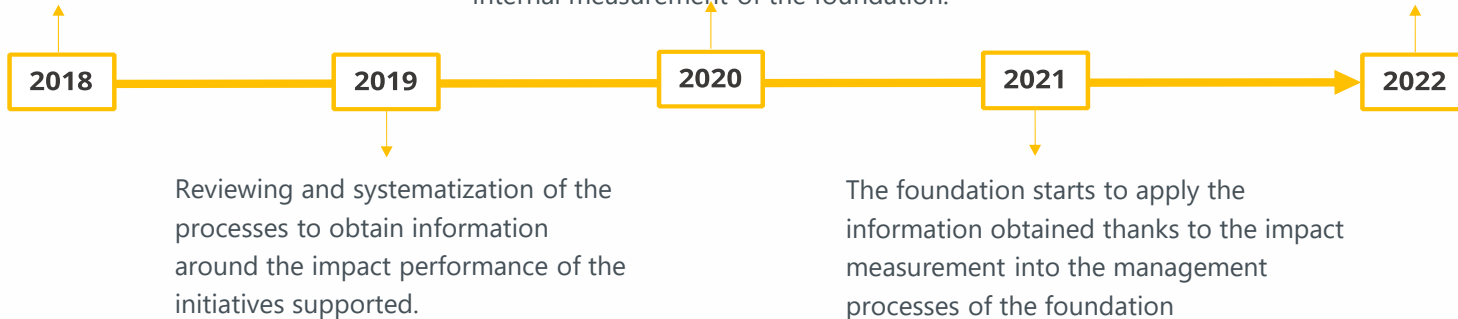 internal measurement of the foundation.
2018
2019
2020
2021
2022
Reviewing and systematization of the
processes to obtain information
around the impact performance of the
initiatives supported.
The foundation starts to apply the
information obtained thanks to the impact
measurement into the management
processes of the foundation